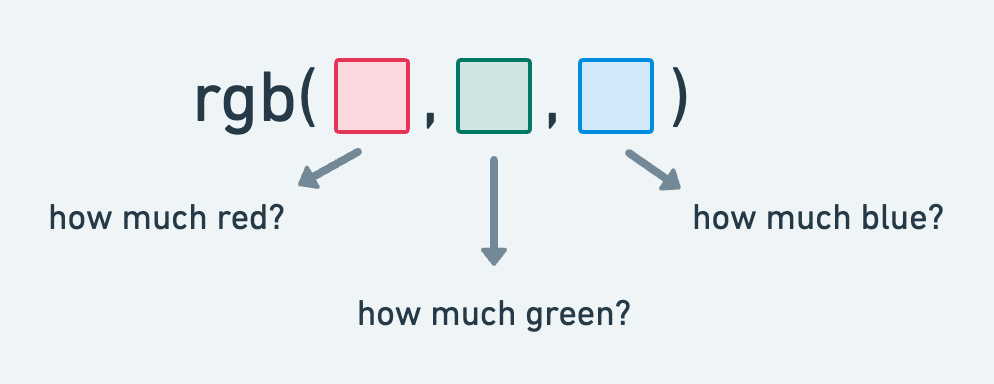 rgb( , , )
how much red?
how much blue?
how much green?